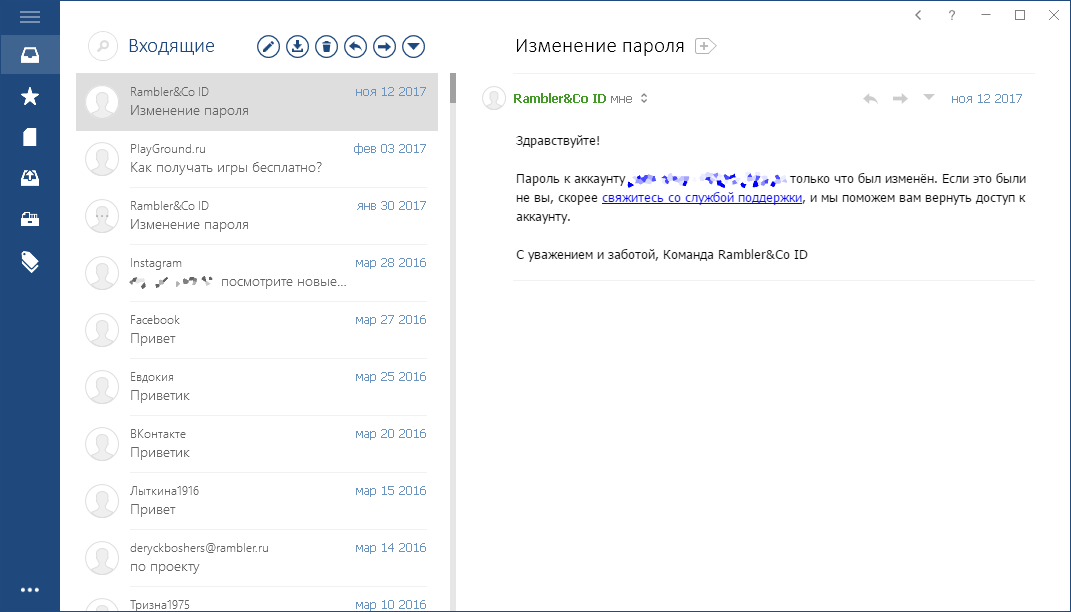 Входящие
Rambler&Co ID
ноя 12 2017
Изменение пароля
PlayGround.ru
фев 03 2017
Как получать игры бесплатно?
Rambler&Co ID
янв 30 2017
Изменение пароля
Instagram
мар 28 2016
посмотрите новые...
Facebook
мар 27 2016
Привет
Евдокия
мар 25 2016
Приветик
ВКонтакте
мар 20 2016
Приветик
Лыткина1916
мар 15 2016
Привет
deryckboshers@rambler.ru
мар 14 2016
по проекту
Тризна1975
мар 10 2016
?
Изменение пароля
Rambler&Co ID мне
ноя 12 2017
Здравствуйте!
Пароль к аккаунту только что был изменён. Если это были
не вы, скорее свяжитесь со службой поддержки, и мы поможем вам вернуть доступ к
аккаунту.
С уважением и заботой, Команда Rambler&Co ID